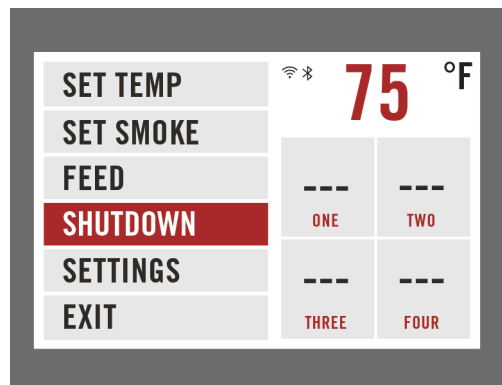 SET TEMP
SET SMOKE
FEED
SHUTDOWN
SETTINGS
EXIT
75 °F
--- ---
ONE TWO
--- ---
THREE FOUR